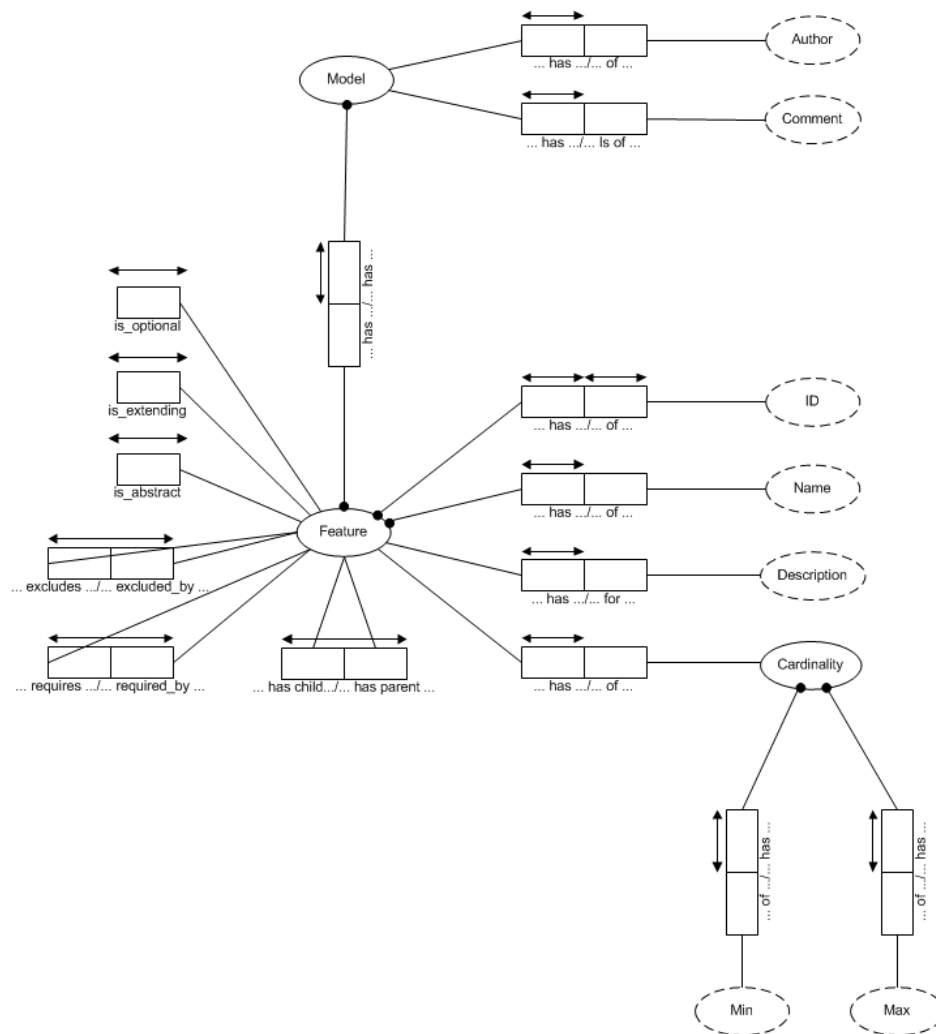 Author
... has .../... of ...
Model
Comment
... has .../... Is of ...
... has .../... has ...
is_optional
is_extending
ID
... has .../... of ...
is_abstract
Name
... has .../... of ...
Feature
Description
... excludes .../... excluded_by ...
... has .../... for ...
Cardinality
... requires .../... required_by ...
... has child.../... has parent ...
... has .../... of ...
... of .../... has ...
... of .../... has ...
Min
Max